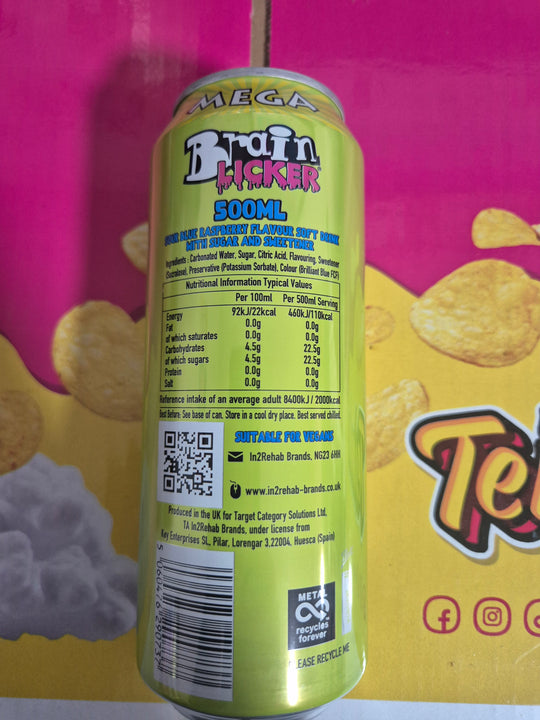 MEGA
Brain
LICKER
500ML
SOUR BLUE RASPBERRY FLAVOUR SOFT DRINK
WITH SUGAR AND SWEETENER
Ingredients: Carbonated Water, Sugar, Citric Acid, Flavouring, Sweetener
(Sucralose), Preservative (Potassium Sorbate), Colour (Brilliant Blue FCF)
Nutritional Information Typical Values
Per 100ml Per 500ml Serving
Energy 92kJ/22kcal 460kJ/110kcal
Fat 0.0g 0.0g
of which saturates 0.0g 0.0g
Carbohydrates 4.5g 22.5g
of which sugars 4.5g 22.5g
Protein 0.0g 0.0g
Salt 0.0g 0.0g
Reference intake of an average adult 8400kJ/ 2000kcal
Best Before: See base of can. Store in a cool dry place. Best served chilled.
SUITABLE FOR VEGANS
In2Rehab Brands, NG23 6HH
www.in2rehab-brands.co.uk
Produced in the UK for Target Category Solutions Ltd,
TA In2Rehab Brands, under license from
Key Enterprises SL, Pilar, Lorengar 3,22004, Huesca (Spain)
METAL
recycles
forever
PLEASE RECYCLE ME
Te